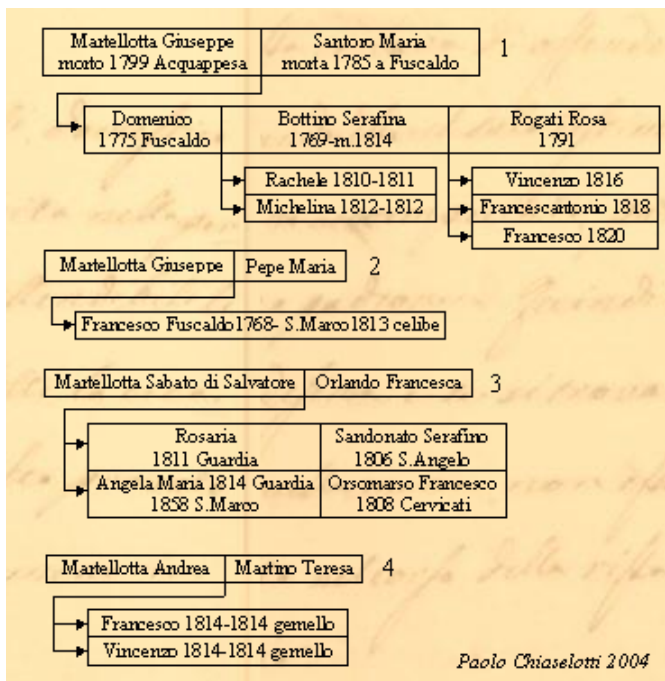 Martellotta Giuseppe
morto 1799 Acquappesa
Santoro Maria
morta 1785 a Fuscaldo
1
Domenico
1775 Fuscaldo
Bottino Serafina
1769-m.1814
Rogati Rosa
1791
Rachele 1810-1811
Michelina 1812-1812
Vincenzo 1816
Francescantonio 1818
Francesco 1820
Martellotta Giuseppe
Pepe Maria
2
Francesco Fuscaldo1768- S.Marco1813 celibe
Martellotta Sabato di Salvatore
Orlando Francesca
3
Rosaria
1811 Guardia
Sandonato Serafino
1806 S.Angelo
Angela Maria 1814 Guardia
1858 S.Marco
Orsomarso Francesco
1808 Cervicati
Martellotta Andrea
Martino Teresa
4
Francesco 1814-1814 gemello
Vincenzo 1814-1814 gemello
Paolo Chiaselotti 2004